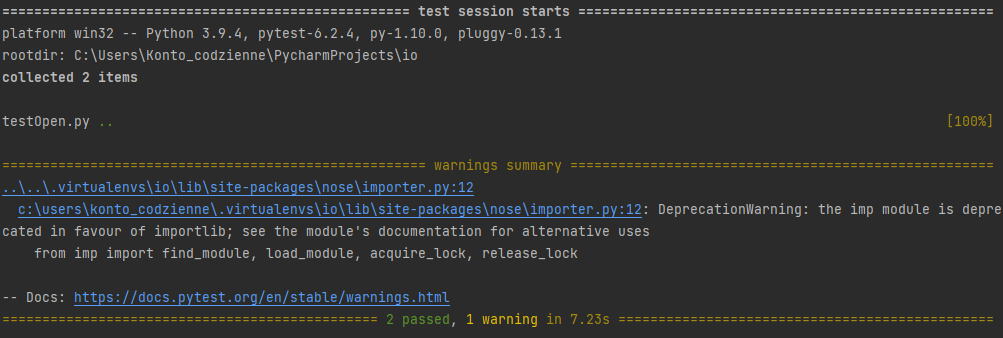 ================================================== test session starts ===================================================
platform win32 -- Python 3.9.4, pytest-6.2.4, py-1.10.0, pluggy-0.13.1
rootdir: C:\Users\Konto_codzienne\PycharmProjects\io
collected 2 items
testOpen.py .. [100%]
==================================================== warnings summary ====================================================
..\..\.virtualenvs\io\lib\site-packages\nose\importer.py:12
c:\users\konto_codzienne\.virtualenvs\io\lib\site-packages\nose\importer.py:12: DeprecationWarning: the imp module is depre
cated in favour of importlib; see the module's documentation for alternative uses
from imp import find_module, load_module, acquire_lock, release_lock
-- Docs: https://docs.pytest.org/en/stable/warnings.html
============================================== 2 passed, 1 warning in 7.23s ==============================================